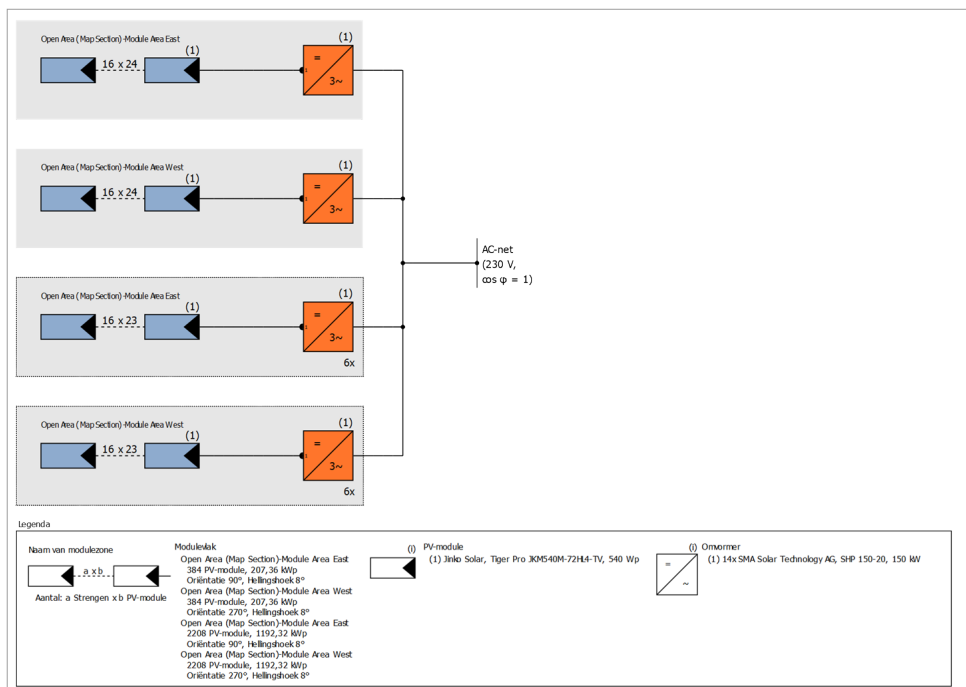 Open Area (Map Section)-Module Area East
(1)
16 x 24
(1)
=
1
3~
Open Area (Map Section)-Module Area West
(1)
16 x 24
(1)
=
1
3~
AC-net
(230 V,
cos φ = 1)
Open Area (Map Section)-Module Area East
(1)
16 x 23
(1)
=
1
3~
6x
Open Area (Map Section)-Module Area West
(1)
16 x 23
(1)
=
1
3~
6x
Legenda
Naam van modulezone
a x b
Aantal: a Strengen x b PV-module
Modulevlak
Open Area (Map Section)-Module Area East
384 PV-module, 207,36 kWp
Oriëntatie 90°, Hellingshoek 8°
Open Area (Map Section)-Module Area West
384 PV-module, 207,36 kWp
Oriëntatie 270°, Hellingshoek 8°
Open Area (Map Section)-Module Area East
2208 PV-module, 1192,32 kWp
Oriëntatie 90°, Hellingshoek 8°
Open Area (Map Section)-Module Area West
2208 PV-module, 1192,32 kWp
Oriëntatie 270°, Hellingshoek 8°
(i) PV-module
(1) Jinko Solar, Tiger Pro JKM540M-72HL4-TV, 540 Wp
(i) Omvormer
=
~
(1) 14x SMA Solar Technology AG, SHP 150-20, 150 kW